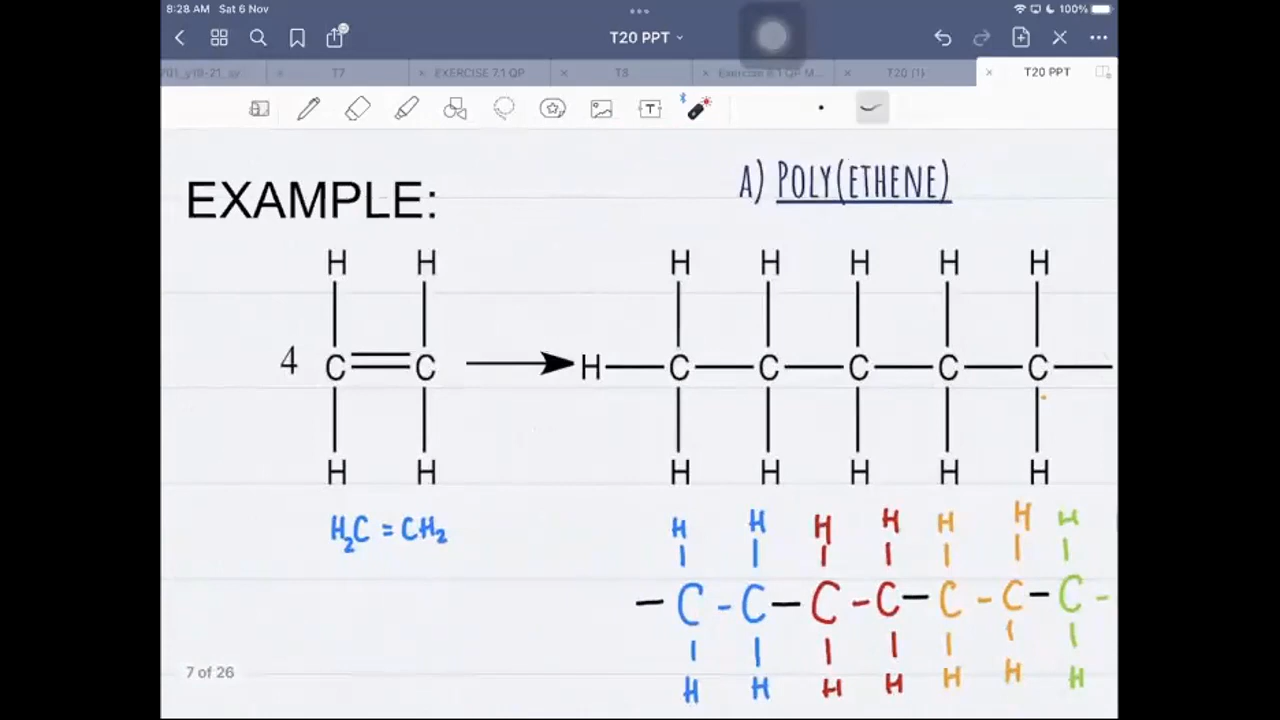 8:28 AM Sat 6 Nov
100%
T20 PPT
T7
EXERCISE 7.1 QP
T8
T20 (1)
T20 PPT
EXAMPLE:
A) POLY(ETHENE)
H H H H H H H
4 C C H C C C C C
H H H H H H H
H₂C = CH₂
H H H H H H H
C - C - C - C - C - C - C -
H H H H H H H
7 of 26